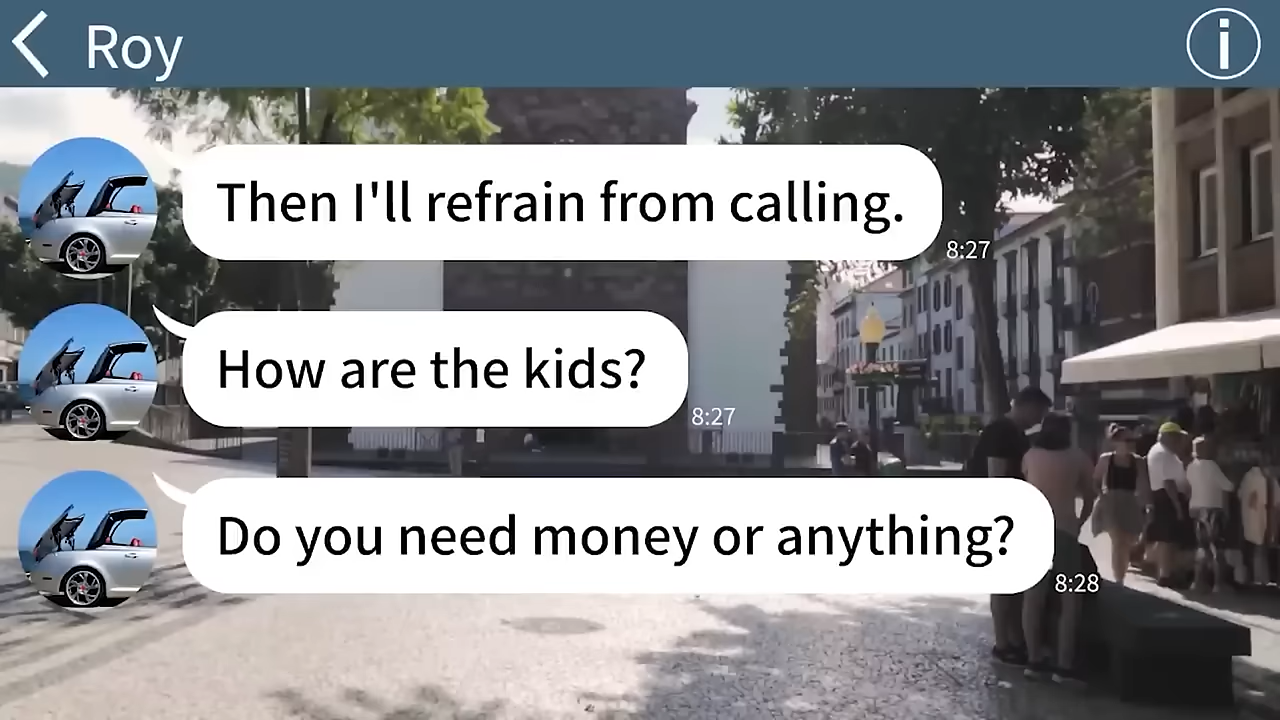 Roy
Then I'll refrain from calling.
8:27
How are the kids?
8:27
Do you need money or anything?
8:28